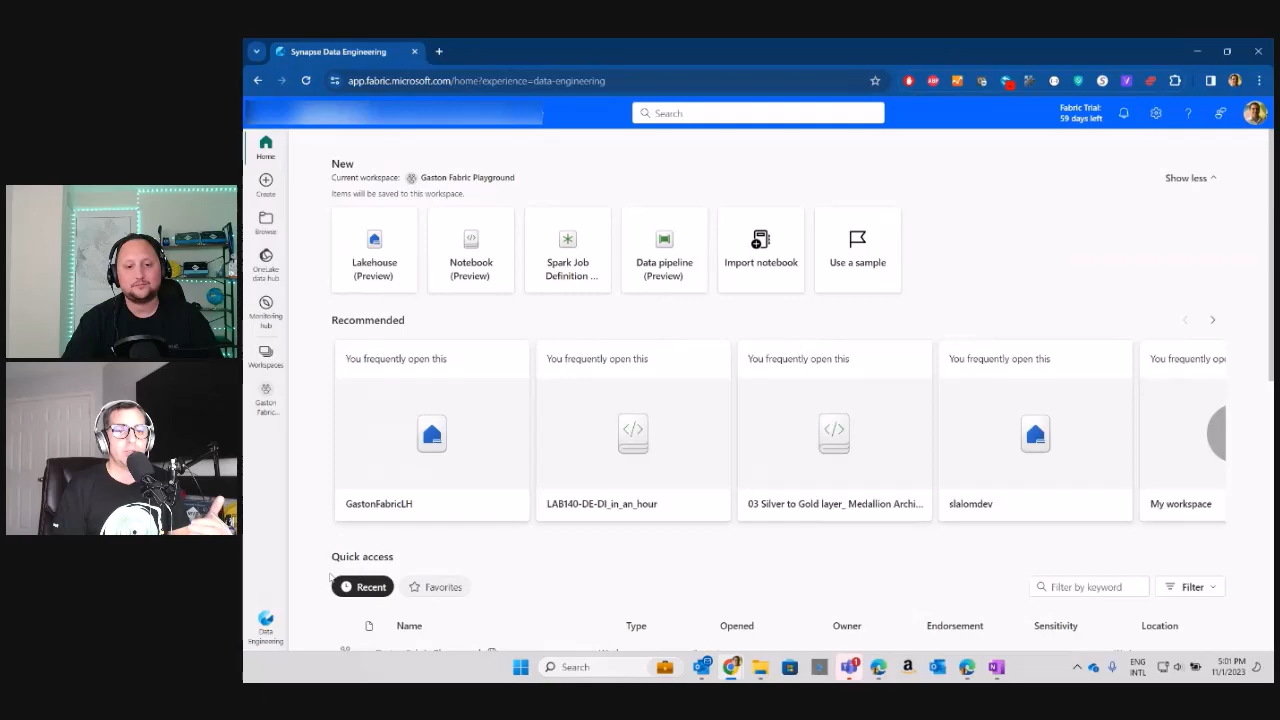 Synapse Data Engineering
app.fabric.microsoft.com/home?experience=data-engineering
Search
Fabric Trial:
59 days left
Home
Create
Browse
OneLake
data hub
Monitoring
hub
Workspaces
Gaston
Fabric...
Data
Engineering
New
Current workspace: Gaston Fabric Playground
Items will be saved to this workspace.
Show less
Lakehouse
(Preview)
Notebook
(Preview)
Spark Job
Definition ...
Data pipeline
(Preview)
Import notebook
Use a sample
Recommended
You frequently open this
GastonFabricLH
You frequently open this
LAB140-DE-DI_in_an_hour
You frequently open this
03 Silver to Gold layer_ Medallion Archi...
You frequently open this
slalomdev
You frequently ope
My workspace
Quick access
Recent
Favorites
Filter by keyword
Filter
Name Type Opened Owner Endorsement Sensitivity Location
Search
ENG
INTL
5:01 PM
11/1/2023